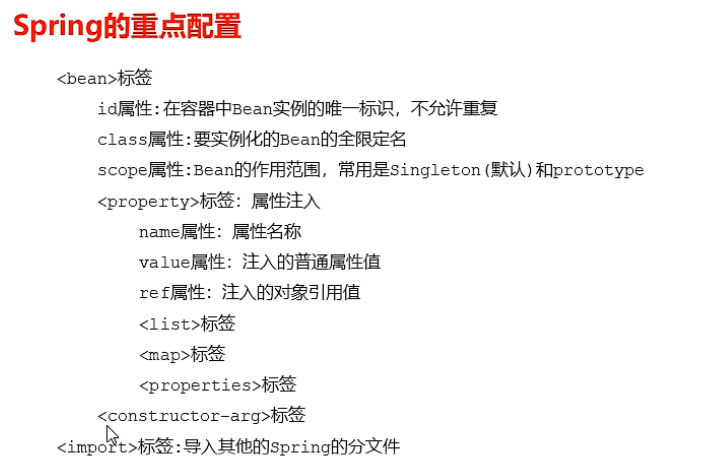 Spring的重点配置
<bean>标签
id属性:在容器中Bean实例的唯一标识，不允许重复
class属性:要实例化的Bean的全限定名
scope属性:Bean的作用范围，常用是Singleton(默认)和prototype
<property>标签：属性注入
name属性：属性名称
value属性：注入的普通属性值
ref属性：注入的对象引用值
<list>标签
<map>标签
<properties>标签
<constructor-arg>标签
<import>标签:导入其他的Spring的分文件